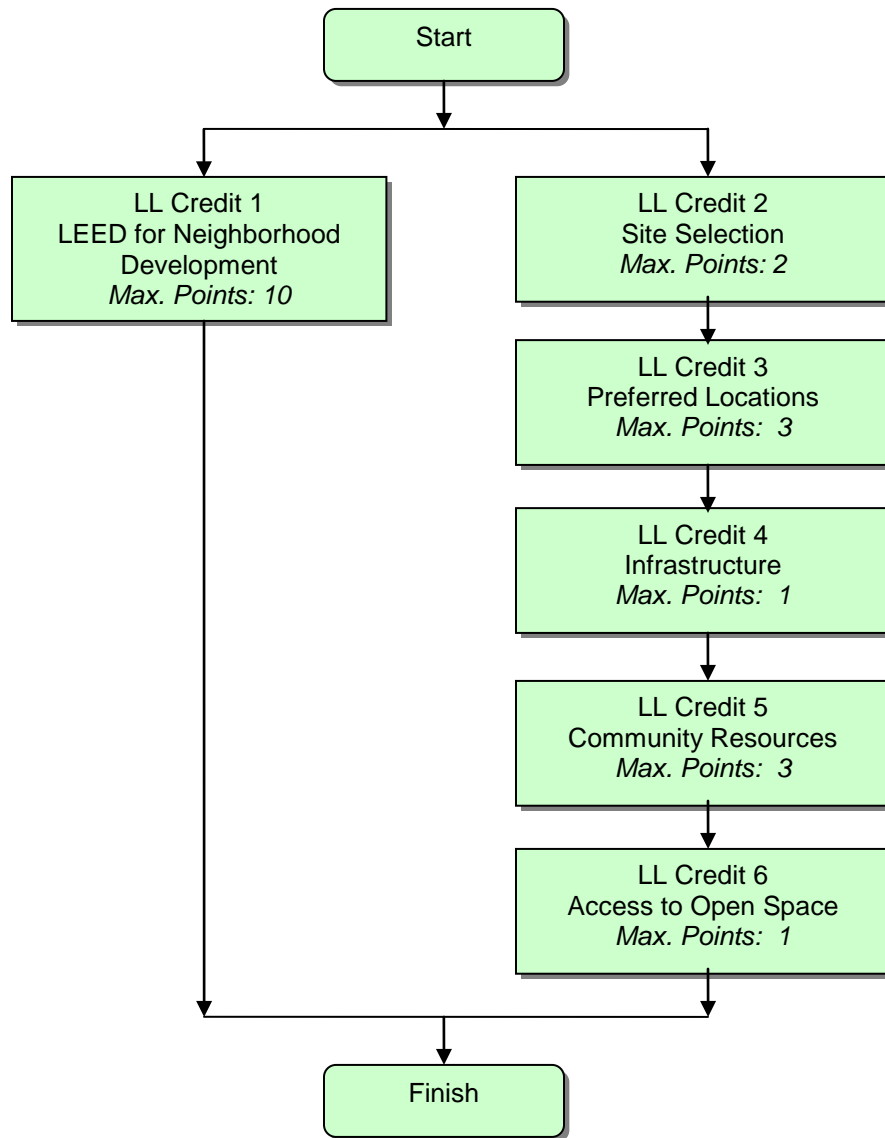 Start
LL Credit 1
LEED for Neighborhood
Development
Max. Points: 10
LL Credit 2
Site Selection
Max. Points: 2
LL Credit 3
Preferred Locations
Max. Points: 3
LL Credit 4
Infrastructure
Max. Points: 1
LL Credit 5
Community Resources
Max. Points: 3
LL Credit 6
Access to Open Space
Max. Points: 1
Finish